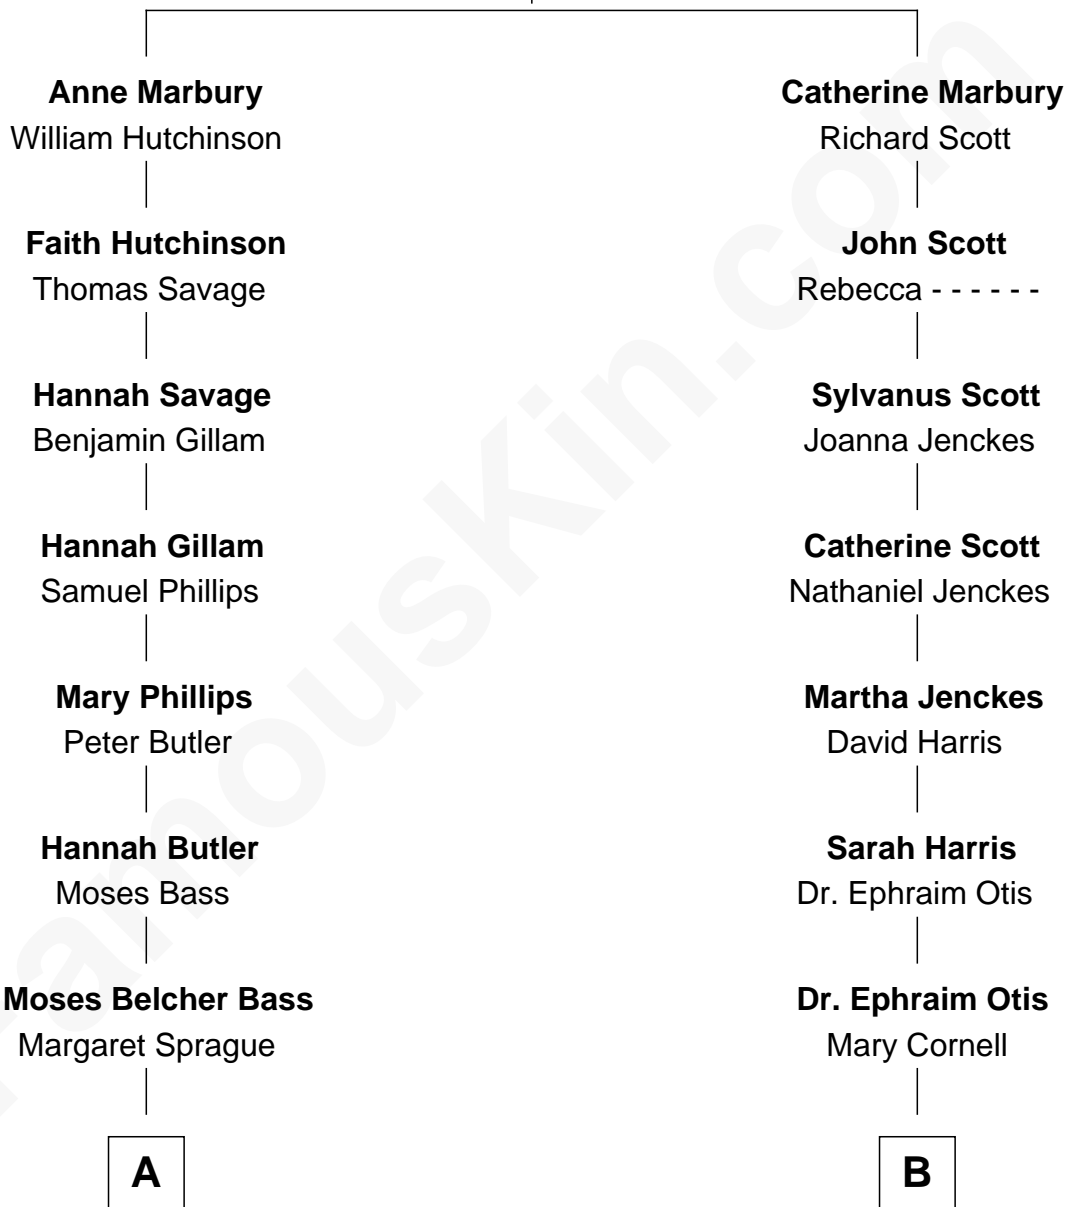 Anne Marbury
William Hutchinson
Faith Hutchinson
Thomas Savage
Hannah Savage
Benjamin Gillam
Hannah Gillam
Samuel Phillips
Mary Phillips
Peter Butler
Hannah Butler
Moses Bass
Moses Belcher Bass
Margaret Sprague
A
Catherine Marbury
Richard Scott
John Scott
Rebecca - - - - - -
Sylvanus Scott
Joanna Jenckes
Catherine Scott
Nathaniel Jenckes
Martha Jenckes
David Harris
Sarah Harris
Dr. Ephraim Otis
Dr. Ephraim Otis
Mary Cornell
B
FamousKin.com